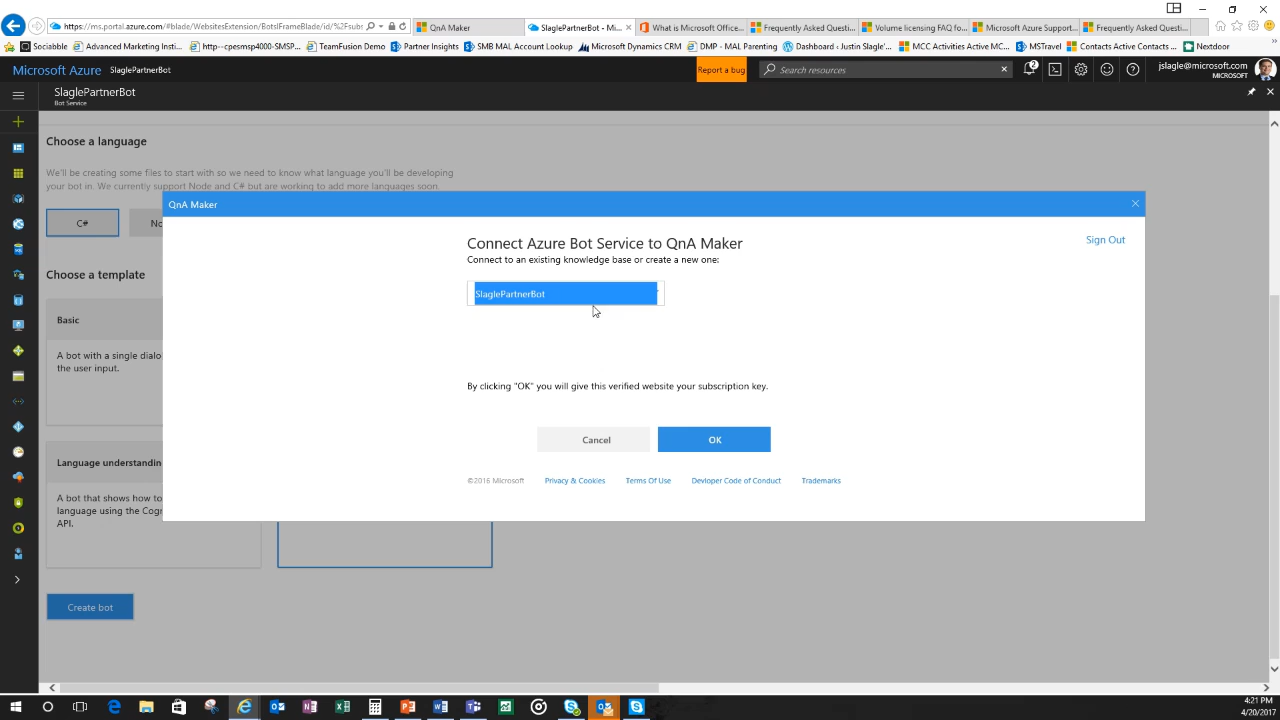 https://ms.portal.azure.com/#blade/WebsitesExtension/BotsIFrameBlade/id/%2Fsubs
QnA Maker
SlaglePartnerBot - Mi...
What is Microsoft Office...
Frequently Asked Questi...
Volume licensing FAQ fo...
Microsoft Azure Support...
Frequently Asked Questi...
Sociabble
Advanced Marketing Insti...
http--cpesmsp4000-SMSP...
TeamFusion Demo
Partner Insights
SMB MAL Account Lookup
Microsoft Dynamics CRM
DMP - MAL Parenting
Dashboard ‹ Justin Slagle'...
MCC Activities Active MC...
MSTravel
Contacts Active Contacts ...
Nextdoor
Microsoft Azure SlaglePartnerBot
Report a bug
Search resources
2
jslagle@microsoft.com
MICROSOFT
SlaglePartnerBot
Bot Service
Choose a language
We'll be creating some files to start with so we need to know what language you'll be developing
your bot in. We currently support Node and C# but are working to add more languages soon.
C#
No
Choose a template
Basic
A bot with a single dialo
the user input.
Language understandin
A bot that shows how to
language using the Cogn
API.
Create bot
QnA Maker
Sign Out
Connect Azure Bot Service to QnA Maker
Connect to an existing knowledge base or create a new one:
SlaglePartnerBot
By clicking "OK" you will give this verified website your subscription key.
Cancel
OK
©2016 Microsoft
Privacy & Cookies
Terms Of Use
Devloper Code of Conduct
Trademarks
4:21 PM
4/20/2017